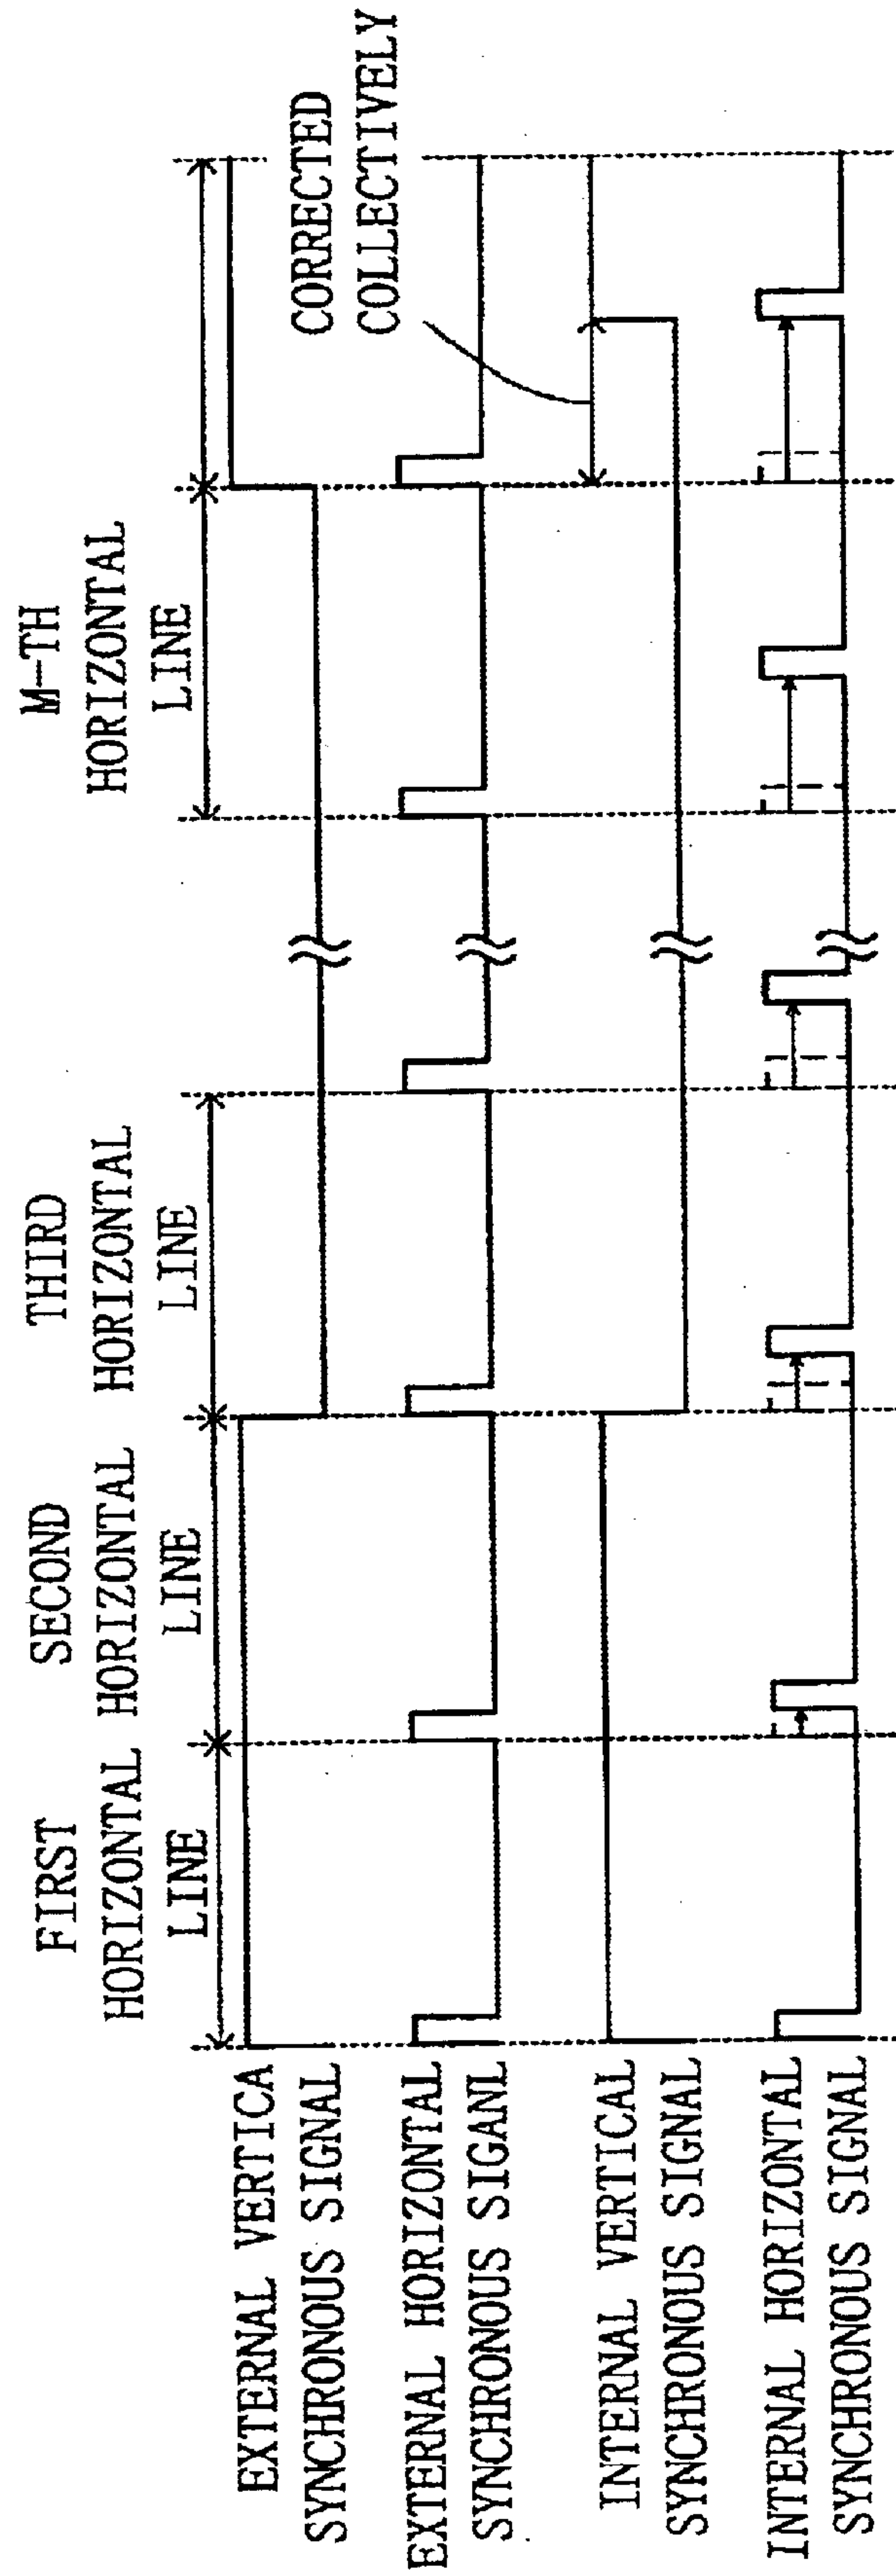 FIRST
HORIZONTAL
LINE
SECOND
HORIZONTAL
LINE
THIRD
HORIZONTAL
LINE
M-TH
HORIZONTAL
LINE
EXTERNAL VERTICA
SYNCHRONOUS SIGNAL
EXTERNAL HORIZONTAL
SYNCHRONOUS SIGANL
CORRECTED
COLLECTIVELY
INTERNAL VERTICAL
SYNCHRONOUS SIGNAL
INTERNAL HORIZONTAL
SYNCHRONOUS SIGNAL